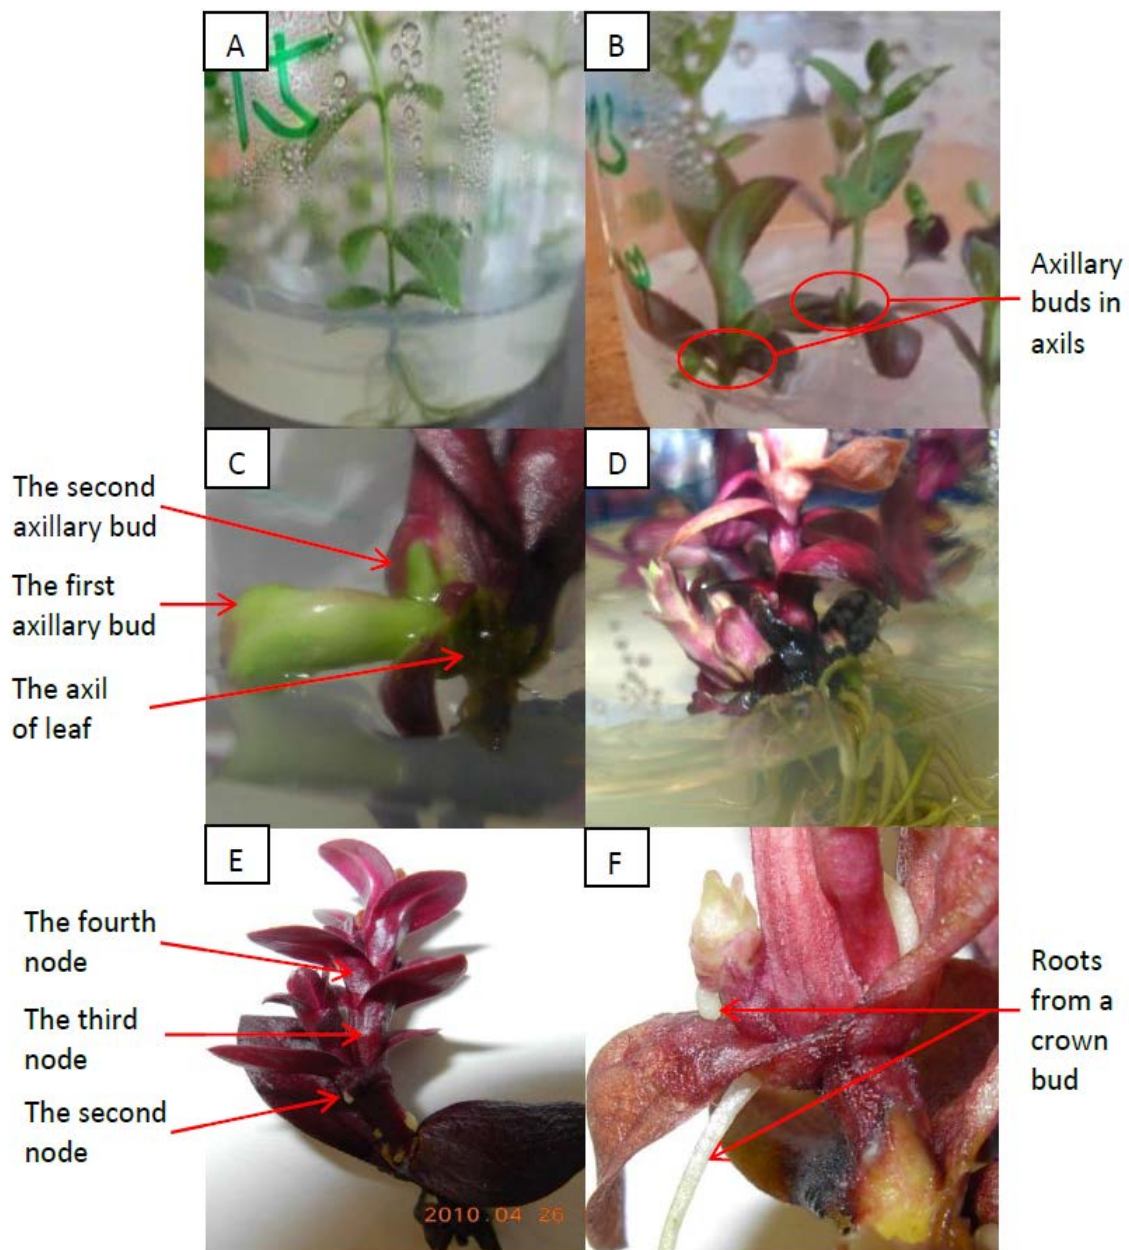 A
B
Axillary
buds in
axils
C
D
The second
axillary bud
The first
axillary bud
The axil
of leaf
E
F
The fourth
node
The third
node
The second
node
Roots
from a
crown
bud
2010.04 26